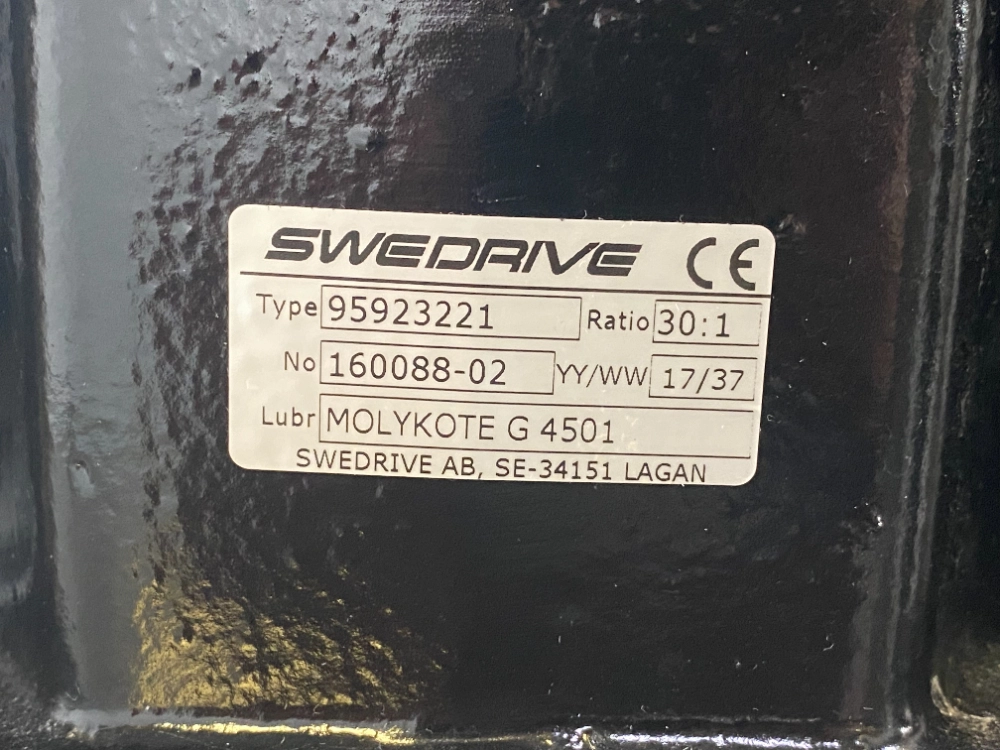 SWEDRIVE CE
Type 95923221 Ratio 30:1
No 160088-02 YY/WW 17/37
Lubr MOLYKOTE G 4501
SWEDRIVE AB, SE-34151 LAGAN